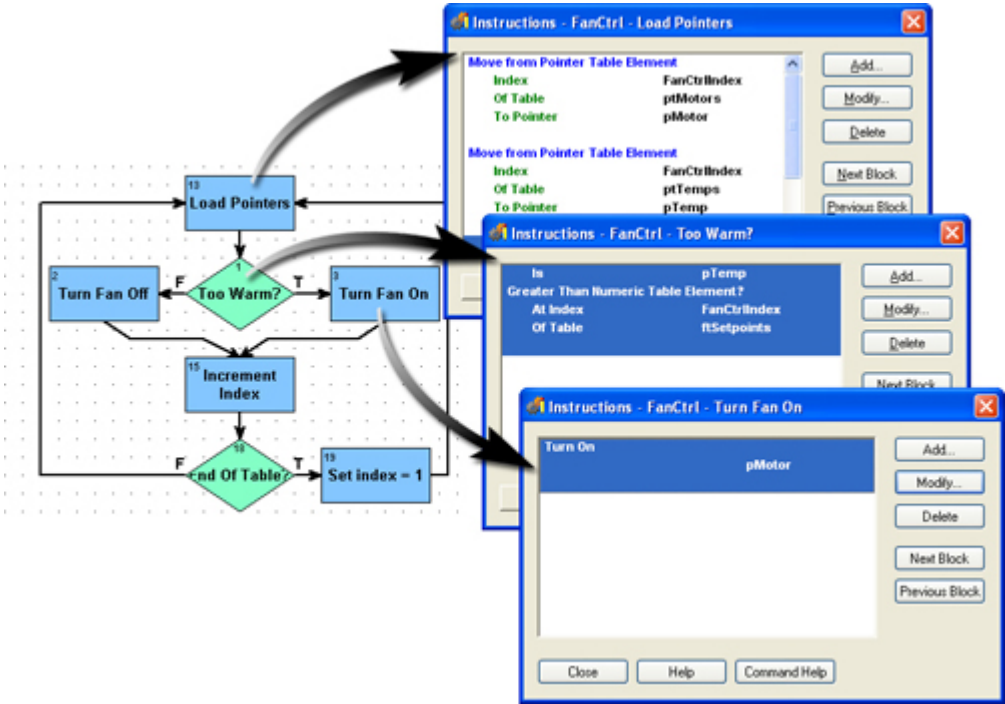 13
Load Pointers
1
Too Warm?
F
T
2
Turn Fan Off
3
Turn Fan On
15
Increment
Index
18
End Of Table?
F
T
19
Set index = 1
Instructions - FanCtrl - Load Pointers
Move from Pointer Table Element
Index FanCtrlIndex
Of Table ptMotors
To Pointer pMotor
Move from Pointer Table Element
Index FanCtrlIndex
Of Table ptTemps
To Pointer pTemp
Add...
Modify...
Delete
Next Block
Previous Block
Instructions - FanCtrl - Too Warm?
Is pTemp
Greater Than Numeric Table Element?
At Index FanCtrlIndex
Of Table ftSetpoints
Add...
Modify...
Delete
Next Block
Instructions - FanCtrl - Turn Fan On
Turn On
pMotor
Add...
Modify...
Delete
Next Block
Previous Block
Close Help Command Help